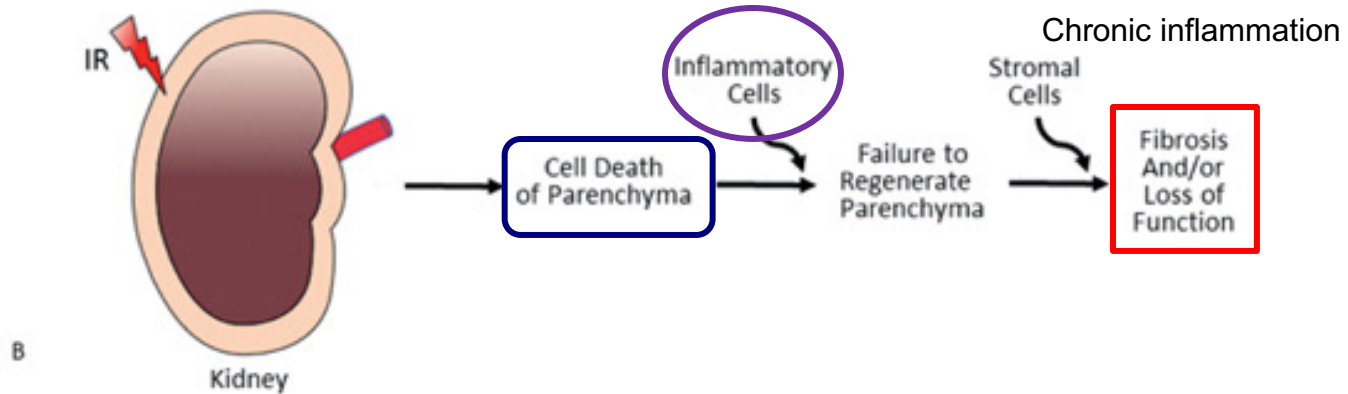 Chronic inflammation
IR
Inflammatory
Cells
Stromal
Cells
Cell Death
of Parenchyma
Failure to
Regenerate
Parenchyma
Fibrosis
And/or
Loss of
Function
B
Kidney